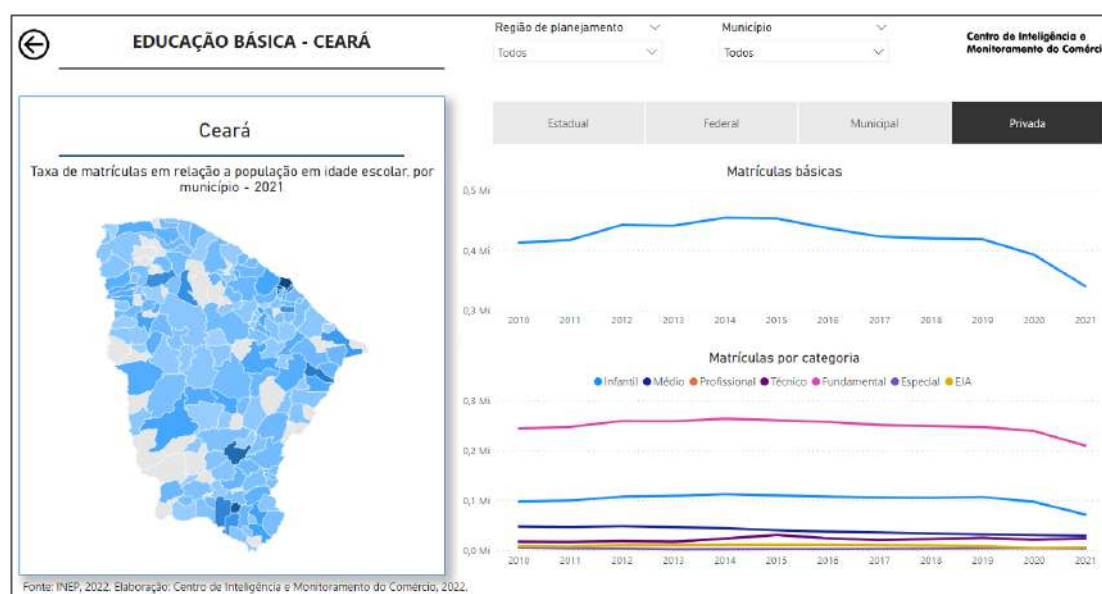 EDUCAÇÃO BÁSICA - CEARÁ
Região de planejamento
Todos
Município
Todos
Centro de Inteligência e
Monitoramento do Comérci
Estadual
Federal
Municipal
Privada
Ceará
Taxa de matrículas em relação a população em idade escolar, por
município - 2021
Matrículas básicas
0,5 Mi
0,4 Mi
0,3 Mi
2010 2011 2012 2013 2014 2015 2016 2017 2018 2019 2020 2021
Matrículas por categoria
Infantil Médio Profissional Técnico Fundamental Especial EJA
0,3 Mi
0,2 Mi
0,1 Mi
0,0 Mi
2010 2011 2012 2013 2014 2015 2016 2017 2018 2019 2020 2021
Fonte: INEP, 2022. Elaboração: Centro de Inteligência e Monitoramento do Comércio, 2022.